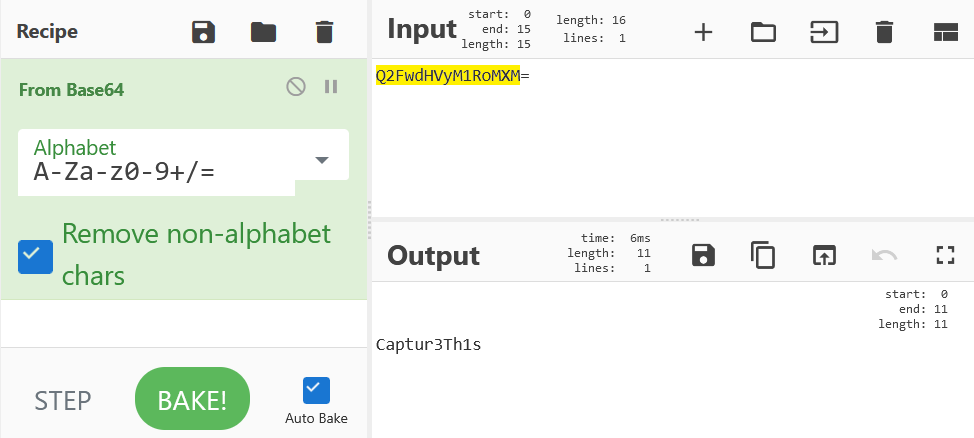 Recipe
From Base64
Alphabet
A-Za-z0-9+/=
Remove non-alphabet
chars
STEP
BAKE!
Auto Bake
Input
start: 0
end: 15
length: 15
length: 16
lines: 1
Q2FwdHVyM1RoMXM=
Output
time: 6ms
length: 11
lines: 1
start: 0
end: 11
length: 11
Captur3Th1s